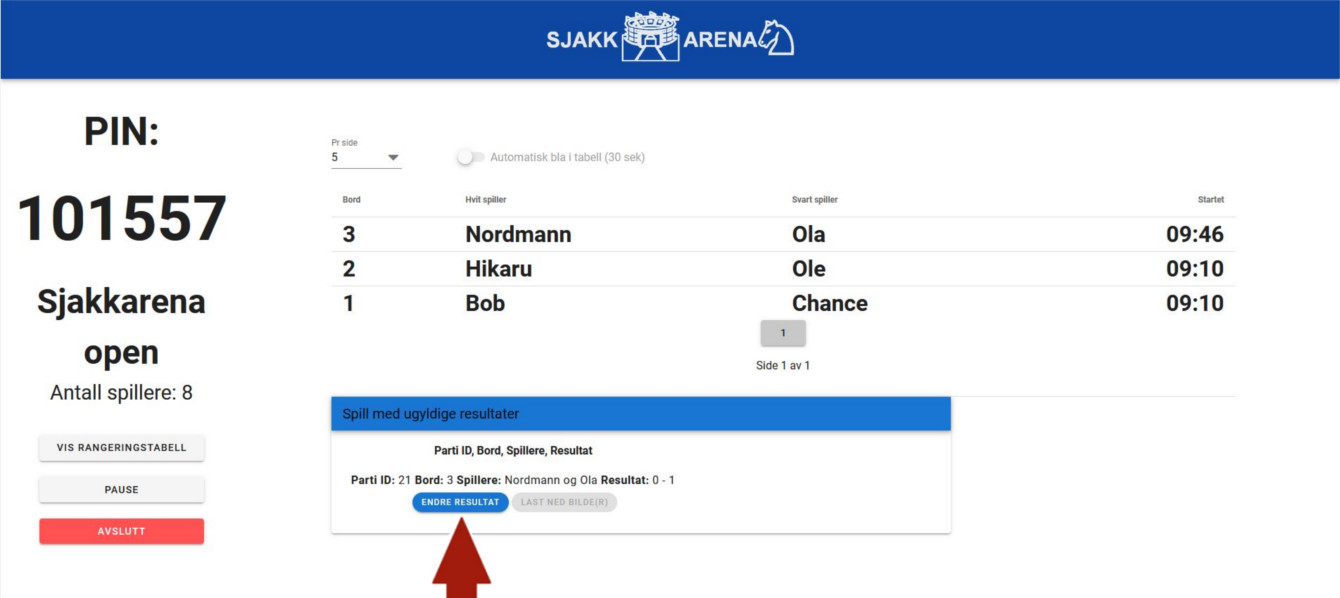 SJAKK ARENA
PIN:
101557
Sjakkarena
open
Antall spillere: 8
VIS RANGERINGSTABELL
PAUSE
AVSLUTT
Pr side
5
Automatisk bla i tabell (30 sek)
Bord Hvit spiller Svart spiller Startet
3 Nordmann Ola 09:46
2 Hikaru Ole 09:10
1 Bob Chance 09:10
1
Side 1 av 1
Spill med ugyldige resultater
Parti ID, Bord, Spillere, Resultat
Parti ID: 21 Bord: 3 Spillere: Nordmann og Ola Resultat: 0 - 1
ENDRE RESULTAT LAST NED BILDE(R)